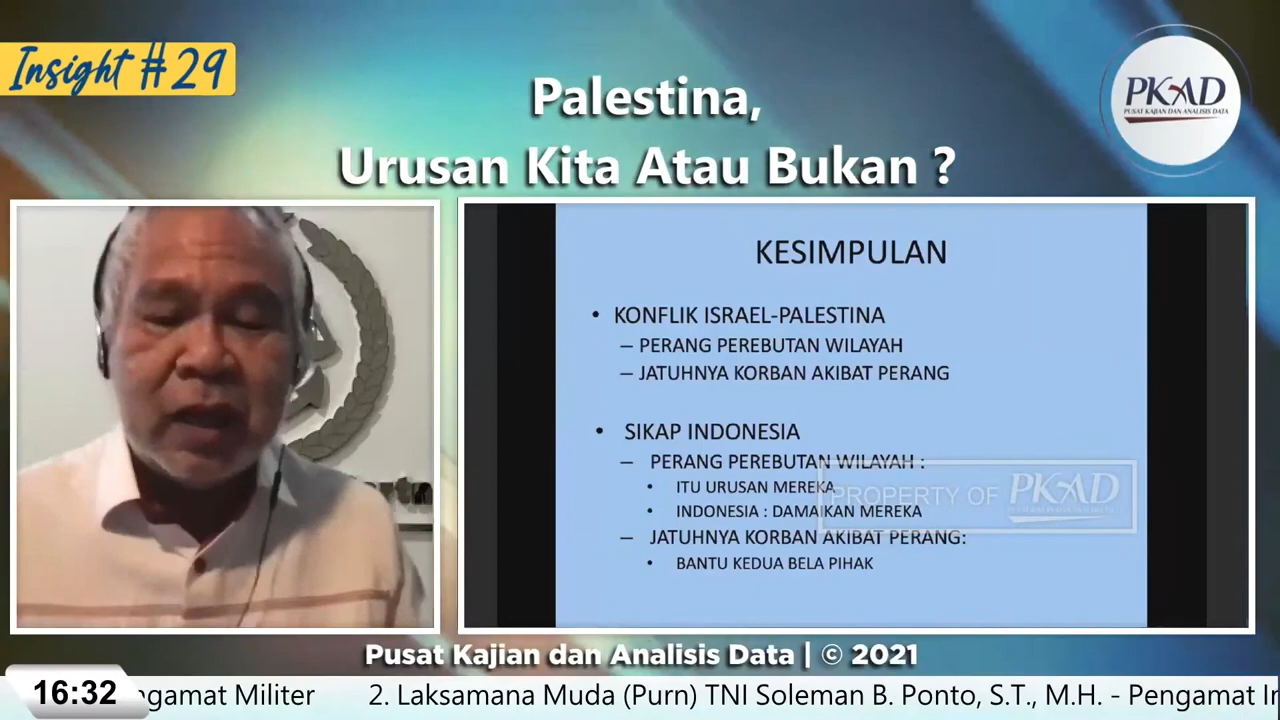 Insight #29
Palestina,
Urusan Kita Atau Bukan ?
PKAD
PUSAT KAJIAN DAN ANALISIS DATA
KESIMPULAN
• KONFLIK ISRAEL-PALESTINA
– PERANG PEREBUTAN WILAYAH
– JATUHNYA KORBAN AKIBAT PERANG
• SIKAP INDONESIA
– PERANG PEREBUTAN WILAYAH :
• ITU URUSAN MEREKA
• INDONESIA : DAMAIKAN MEREKA
– JATUHNYA KORBAN AKIBAT PERANG:
• BANTU KEDUA BELA PIHAK
PROPERTY OF PKAD
Pusat Kajian dan Analisis Data | © 2021
16:32 ngamat Militer 2. Laksamana Muda (Purn) TNI Soleman B. Ponto, S.T., M.H. - Pengamat In